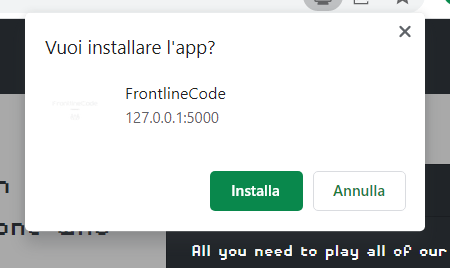 Vuoi installare l'app?
FrontlineCode
FrontlineCode
127.0.0.1:5000
Installa
Annulla
All you need to play all of our